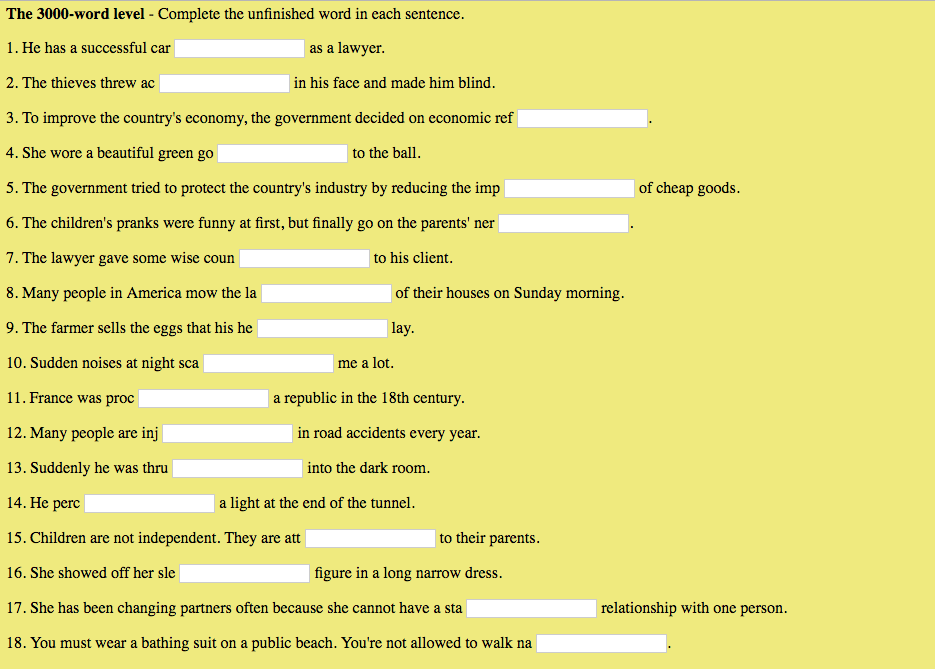 The 3000-word level - Complete the unfinished word in each sentence.
1. He has a successful car as a lawyer.
2. The thieves threw ac in his face and made him blind.
3. To improve the country's economy, the government decided on economic ref .
4. She wore a beautiful green go to the ball.
5. The government tried to protect the country's industry by reducing the imp of cheap goods.
6. The children's pranks were funny at first, but finally go on the parents' ner .
7. The lawyer gave some wise coun to his client.
8. Many people in America mow the la of their houses on Sunday morning.
9. The farmer sells the eggs that his he lay.
10. Sudden noises at night sca me a lot.
11. France was proc a republic in the 18th century.
12. Many people are inj in road accidents every year.
13. Suddenly he was thru into the dark room.
14. He perc a light at the end of the tunnel.
15. Children are not independent. They are att to their parents.
16. She showed off her sle figure in a long narrow dress.
17. She has been changing partners often because she cannot have a sta relationship with one person.
18. You must wear a bathing suit on a public beach. You're not allowed to walk na .